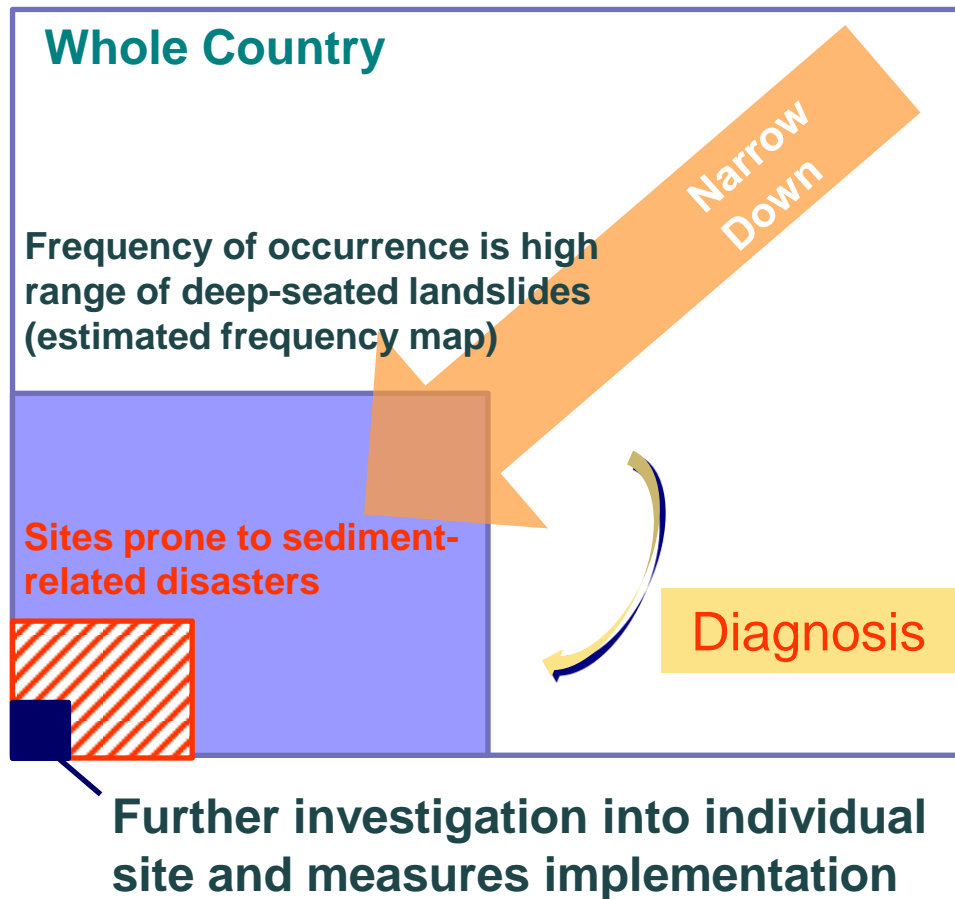 Whole Country
Narrow
Down
Frequency of occurrence is high
range of deep-seated landslides
(estimated frequency map)
Sites prone to sediment-
related disasters
Diagnosis
Further investigation into individual
site and measures implementation